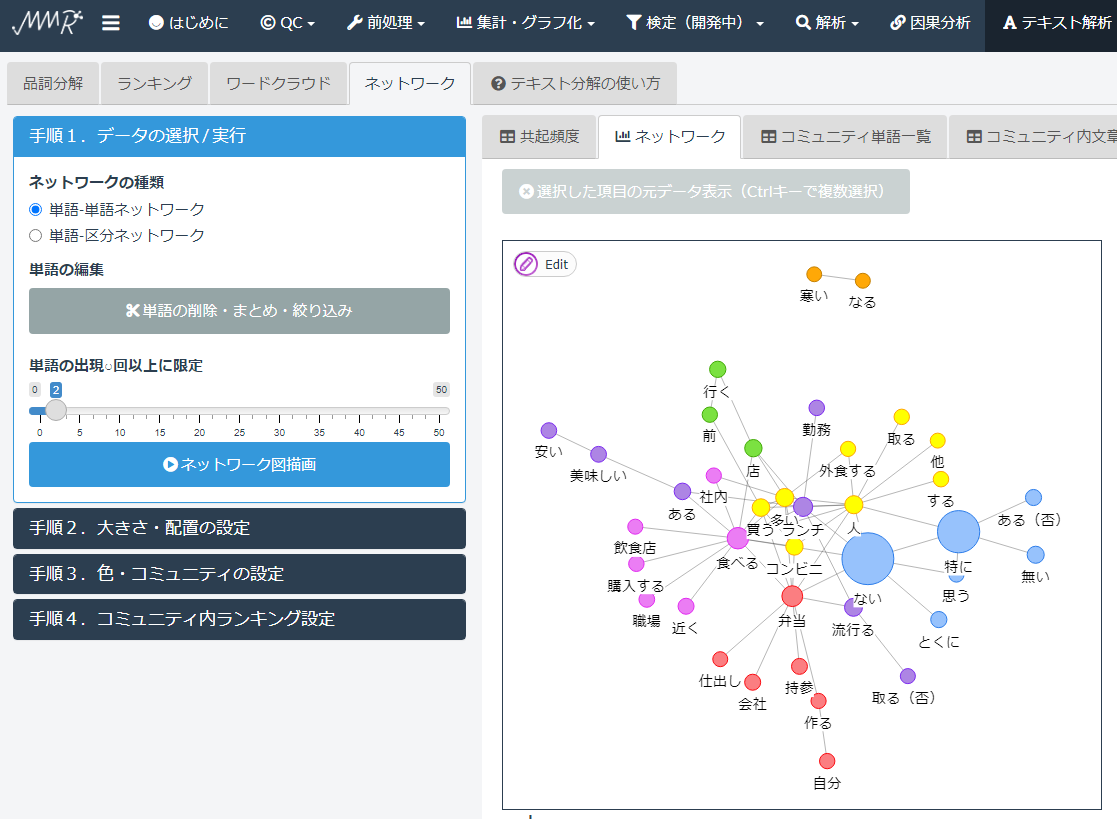 MMR はじめに QC 前処理 集計・グラフ化 検定（開発中） 解析 因果分析 テキスト解析
品詞分解 ランキング ワードクラウド ネットワーク テキスト分解の使い方
手順１．データの選択 / 実行
ネットワークの種類
単語-単語ネットワーク
単語-区分ネットワーク
単語の編集
単語の削除・まとめ・絞り込み
単語の出現○回以上に限定
0 2 50
0 5 10 15 20 25 30 35 40 45 50
ネットワーク図描画
手順２．大きさ・配置の設定
手順３．色・コミュニティの設定
手順４．コミュニティ内ランキング設定
共起頻度 ネットワーク コミュニティ単語一覧 コミュニティ内文章
選択した項目の元データ表示（Ctrlキーで複数選択）
Edit
寒い
なる
行く
前
勤務
取る
安い
美味しい
店
外食する
他
社内
ある
する
多い
買う
ランチ
人
ある（否）
飲食店
食べる
コンビニ
特に
無い
購入する
ない
思う
職場
近く
弁当
流行る
とくに
仕出し
会社
持参
取る（否）
作る
自分